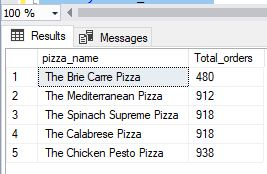 100 %
Results Messages
pizza_name Total_orders
1 The Brie Carre Pizza 480
2 The Mediterranean Pizza 912
3 The Spinach Supreme Pizza 918
4 The Calabrese Pizza 918
5 The Chicken Pesto Pizza 938